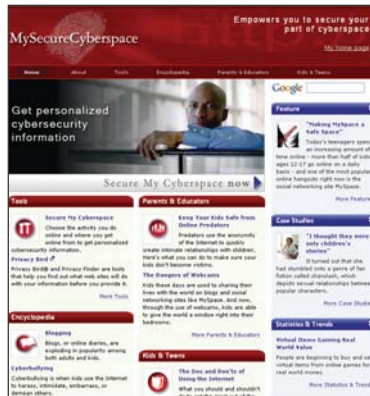 MySecureCyberspace
Empowers you to secure your
part of cyberspace
My home page
Home About Tools Encyclopedia Parents & Educators Kids & Teens
Get personalized
cybersecurity
information
Secure My Cyberspace now
Google
Tools
Secure My Cyberspace
Choose the activity you do
online and where you get
online from to get personalized
cybersecurity information.
Privacy Bird
Privacy Bird® and Privacy Finder are tools
that help you find out what web sites will do
with your information before you provide it.
More Tools
Encyclopedia
Blogging
Blogs, or online diaries, are
exploding in popularity among
both adults and kids.
Cyberbullying
Cyberbullying is when kids use the Internet
to harass, intimidate, embarrass, or
demean others.
Parents & Educators
Keep Your Kids Safe from
Online Predators
Predators use the anonymity
of the Internet to quickly
create intimate relationships with children.
Here's what you can do to make sure your
kids don't become victims.
The Dangers of Webcams
Kids these days are used to sharing their
lives with the world on blogs and social
networking sites like MySpace. And now,
through the use of webcams, kids are able
to give the world a window right into their
bedrooms.
More Parents & Educators
Kids & Teens
The Dos and Don'ts of
Using the Internet
What you should and shouldn't
Feature
"Making MySpace a
Safe Space"
Today's teenagers spend
an increasing amount of
time online - more than half of kids
ages 12-17 go online on a daily
basis - and one of the most popular
online hangouts right now is the
social networking site MySpace.
More Feature
Case Studies
"I thought they were
only children's
stories"
It turned out that she
had stumbled onto a genre of fan
fiction called
depicts sexual relationships between
popular characters.
More Case Studie
Statistics & Trends
Virtual Items Gaining Real
World Value
People are beginning to buy and se
virtual items from online games for
real world money.
More Statistics & Trend